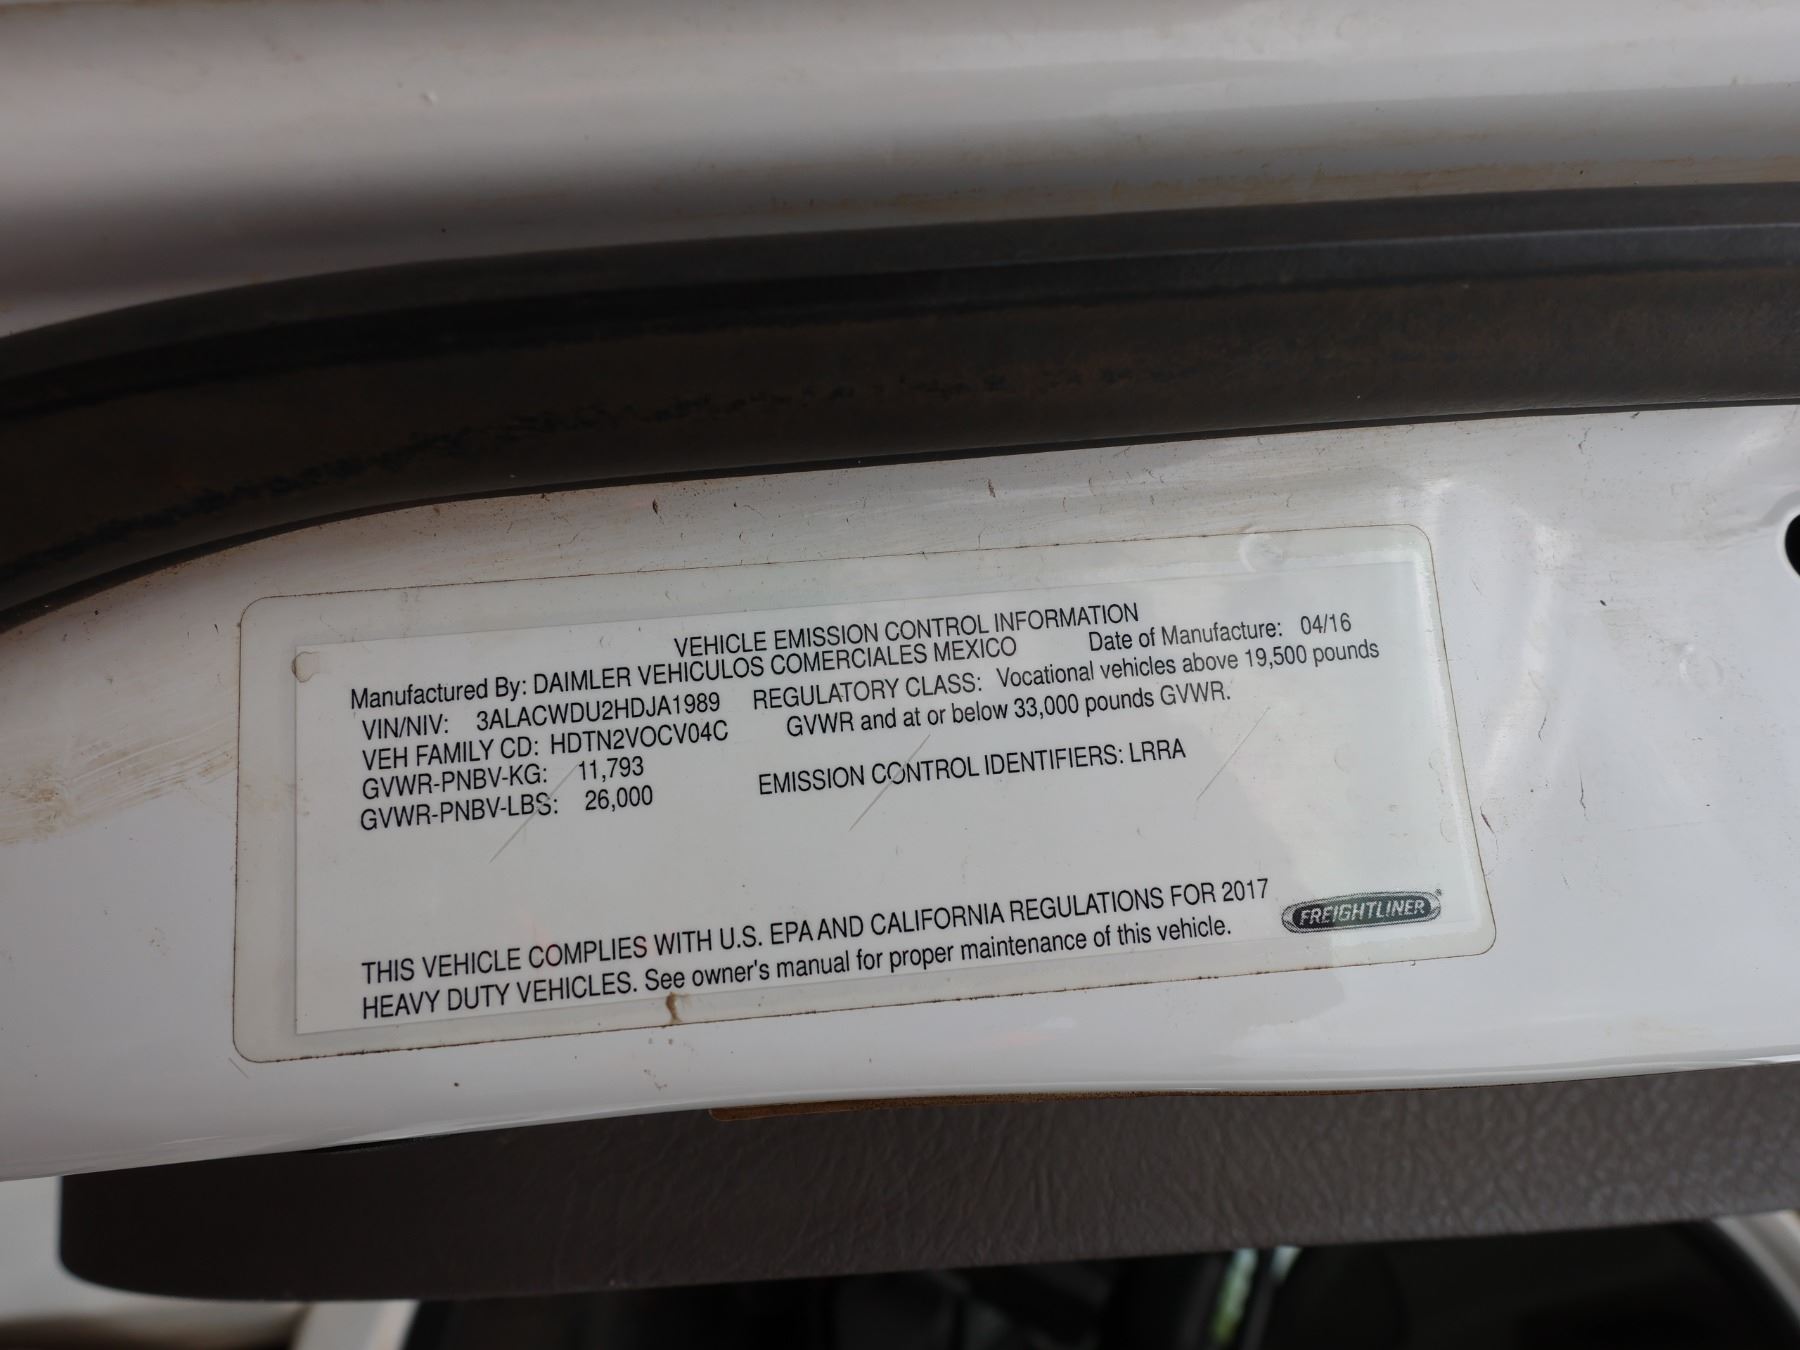 VEHICLE EMISSION CONTROL INFORMATION
Manufactured By: DAIMLER VEHICULOS COMERCIALES MEXICO Date of Manufacture: 04/16
VIN/NIV: 3ALACWDU2HDJA1989 REGULATORY CLASS: Vocational vehicles above 19,500 pounds
VEH FAMILY CD: HDTN2VOCV04C GVWR and at or below 33,000 pounds GVWR.
GVWR-PNBV-KG: 11,793
GVWR-PNBV-LBS: 26,000 EMISSION CONTROL IDENTIFIERS: LRRA
THIS VEHICLE COMPLIES WITH U.S. EPA AND CALIFORNIA REGULATIONS FOR 2017
HEAVY DUTY VEHICLES. See owner's manual for proper maintenance of this vehicle.
FREIGHTLINER